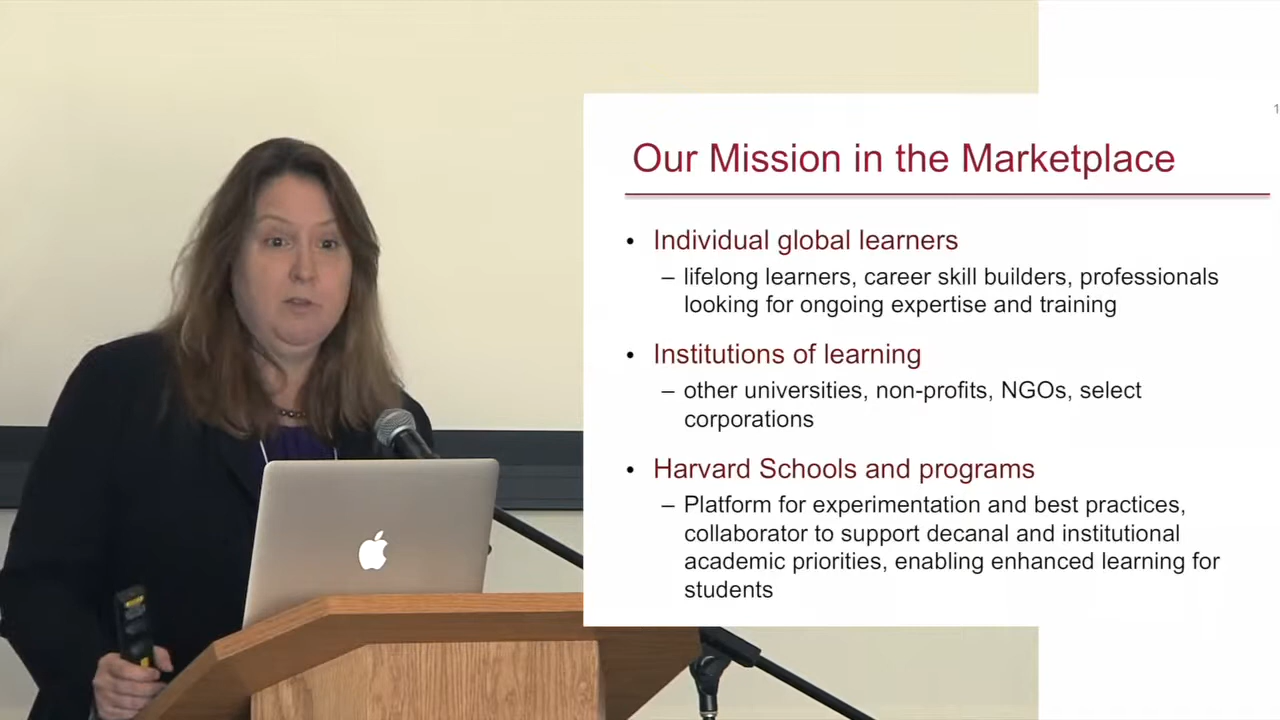 1
Our Mission in the Marketplace
• Individual global learners
– lifelong learners, career skill builders, professionals
looking for ongoing expertise and training
• Institutions of learning
– other universities, non-profits, NGOs, select
corporations
• Harvard Schools and programs
– Platform for experimentation and best practices,
collaborator to support decanal and institutional
academic priorities, enabling enhanced learning for
students